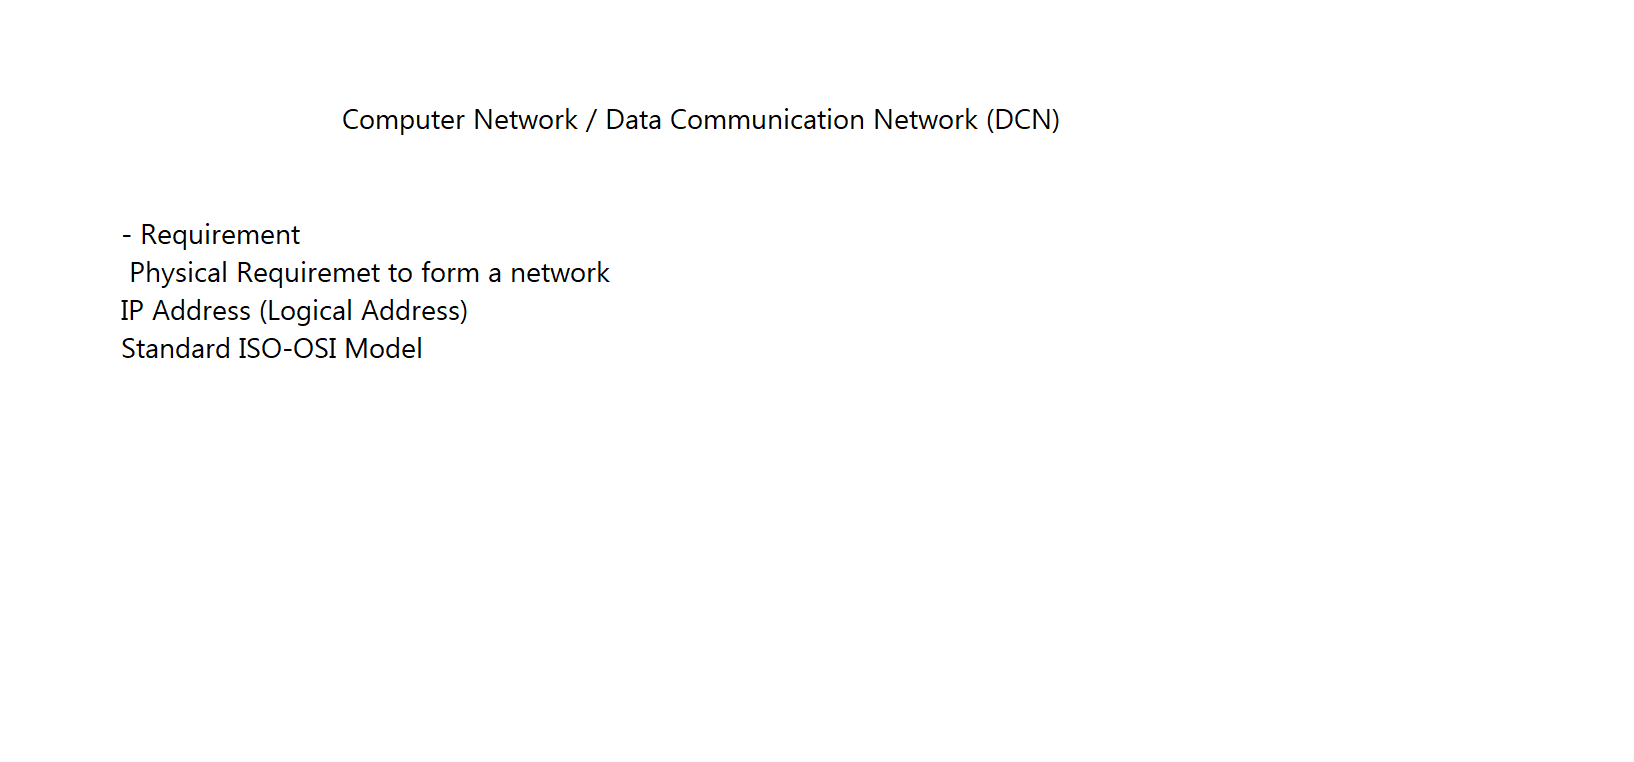 Computer Network / Data Communication Network (DCN)
- Requirement
Physical Requiremet to form a network
IP Address (Logical Address)
Standard ISO-OSI Model